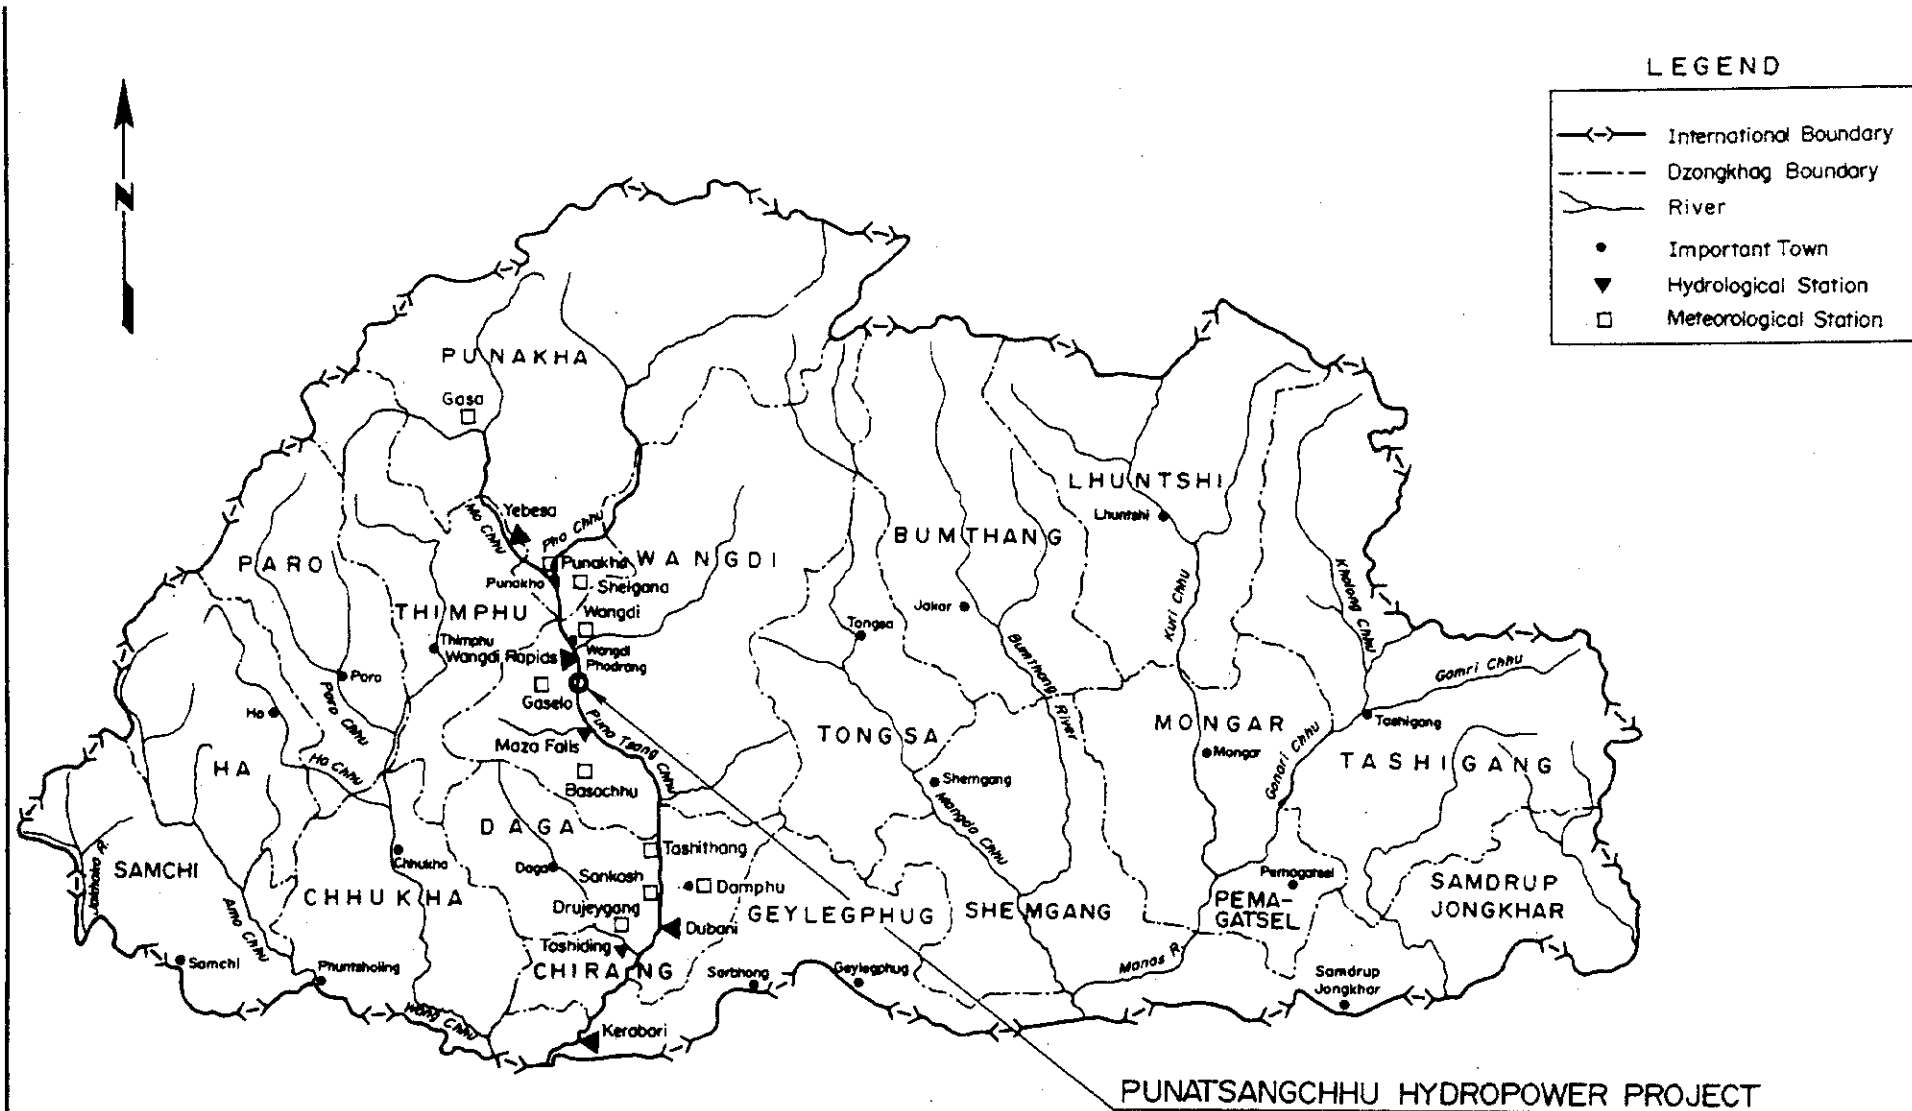 LEGEND
International Boundary
Dzongkhag Boundary
River
Important Town
Hydrological Station
Meteorological Station
N
PUNAKHA
Gasa
LHUNTSHI
Lhuntshi
Yebesa
Mo Chhu
Pho Chhu
BUMTHANG
WANGDI
PARO
Punakha
Punakha
Shelgana
Kholong Chhu
Kuri Chhu
THIMPHU
Wangdi
Jakar
Tongsa
Thimphu
Wangdi Rapids
Wangdi
Phodrang
Bumthang River
Gamri Chhu
Paro
Paro Chhu
Gaselo
Ha
Puna Tsang Chhu
MONGAR
Tashigang
TONGSA
Maza Falls
Mongar
Gonari Chhu
TASHIGANG
HA
Ha Chhu
Basochhu
Shemgang
Mangde Chhu
DAGA
Tashithang
SAMCHI
Chhukha
Daga
Sankosh
Damphu
Pemagatsel
SAMDRUP
JONGKHAR
Jaldhaka R.
CHHUKHA
Drujeygang
GEYLEGPHUG
SHEMGANG
PEMA-
GATSEL
Amo Chhu
Dubani
Tashiding
CHIRANG
Samchi
Phuntsholing
Sarbhang
Geylegphug
Manas R.
Samdrup
Jongkhar
Wong Chhu
Kerabari
PUNATSANGCHHU HYDROPOWER PROJECT